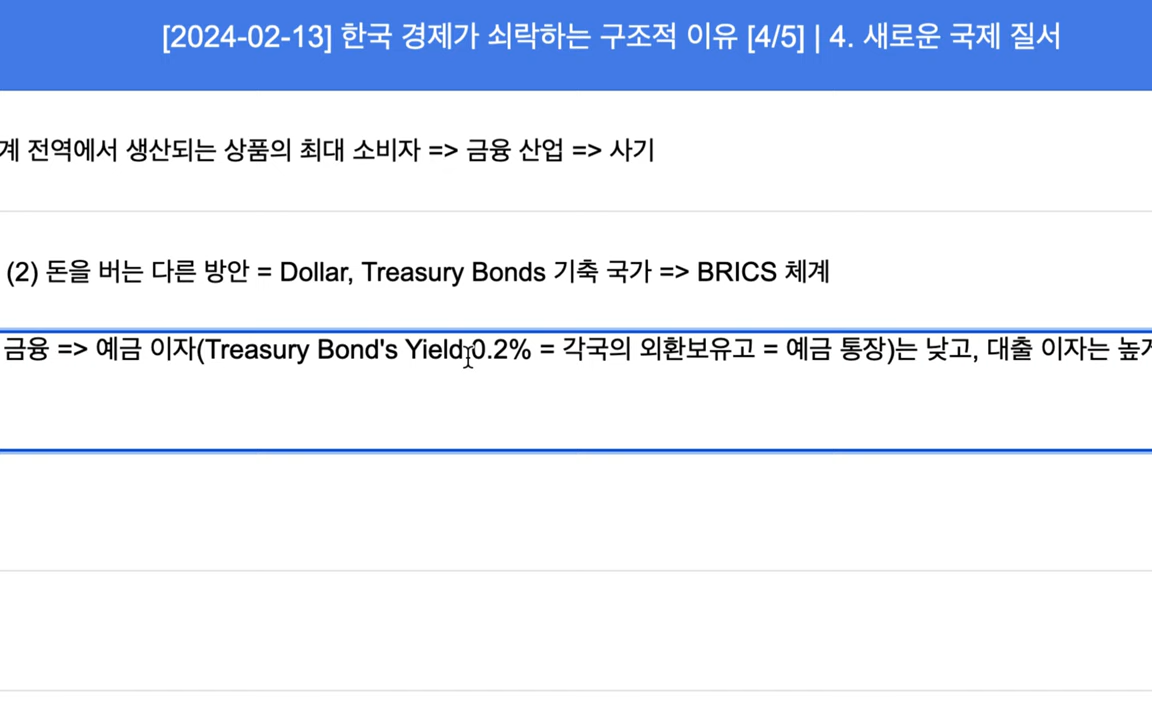 [2024-02-13] 한국 경제가 쇠락하는 구조적 이유 [4/5] | 4. 새로운 국제 질서
계 전역에서 생산되는 상품의 최대 소비자 => 금융 산업 => 사기
(2) 돈을 버는 다른 방안 = Dollar, Treasury Bonds 기축 국가 => BRICS 체계
금융 => 예금 이자(Treasury Bond's Yield 0.2% = 각국의 외환보유고 = 예금 통장)는 낮고, 대출 이자는